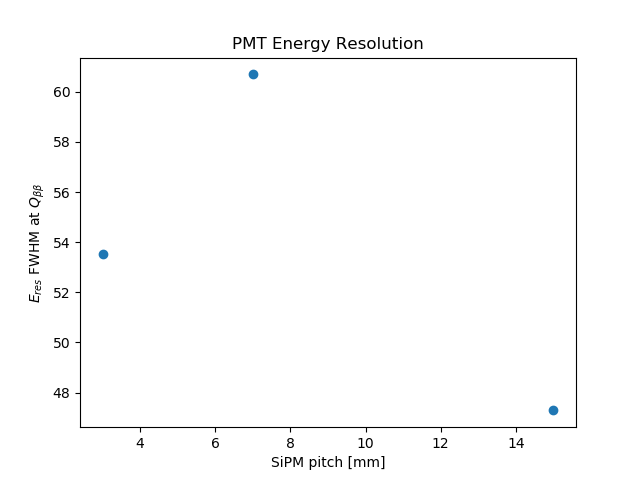 PMT Energy Resolution
60
58
56
54
52
50
48
E_res FWHM at Q_ββ
4 6 8 10 12 14
SiPM pitch [mm]